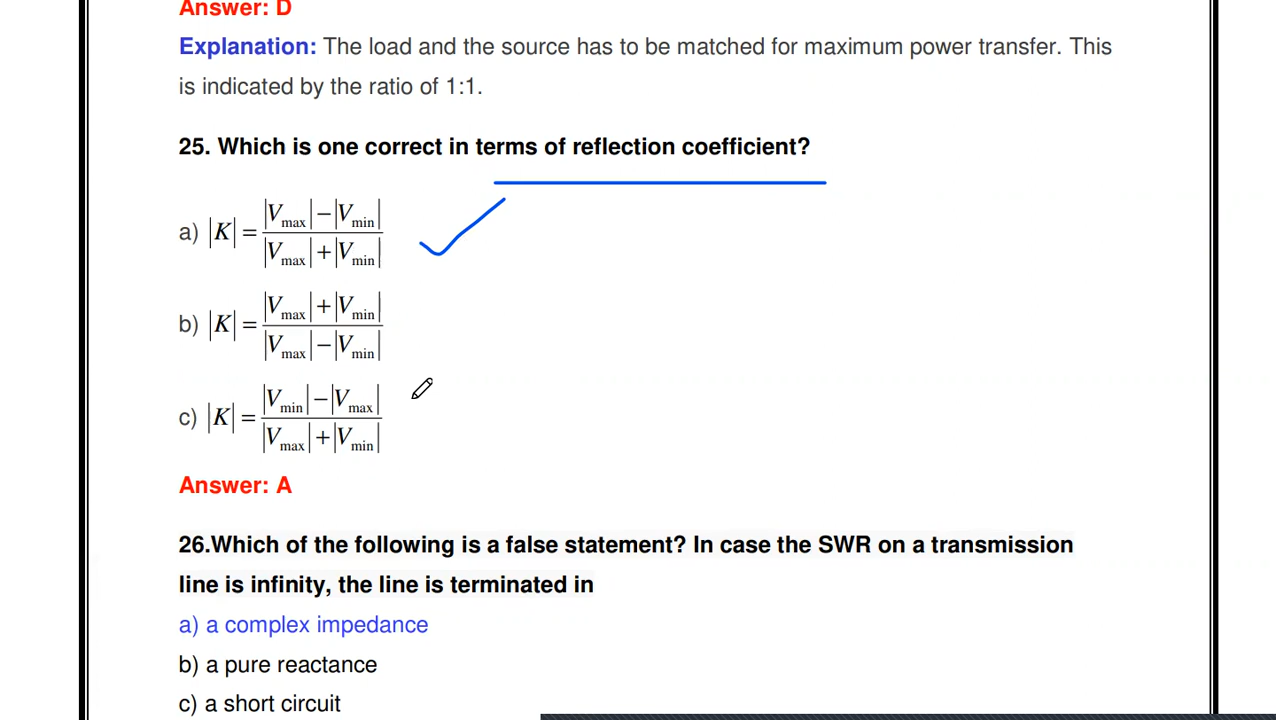 Answer: D
Explanation: The load and the source has to be matched for maximum power transfer. This
is indicated by the ratio of 1:1.
25. Which is one correct in terms of reflection coefficient?
a) |K| = (|Vmax| − |Vmin|) / (|Vmax| + |Vmin|)
b) |K| = (|Vmax| + |Vmin|) / (|Vmax| − |Vmin|)
c) |K| = (|Vmin| − |Vmax|) / (|Vmax| + |Vmin|)
Answer: A
26.Which of the following is a false statement? In case the SWR on a transmission
line is infinity, the line is terminated in
a) a complex impedance
b) a pure reactance
c) a short circuit